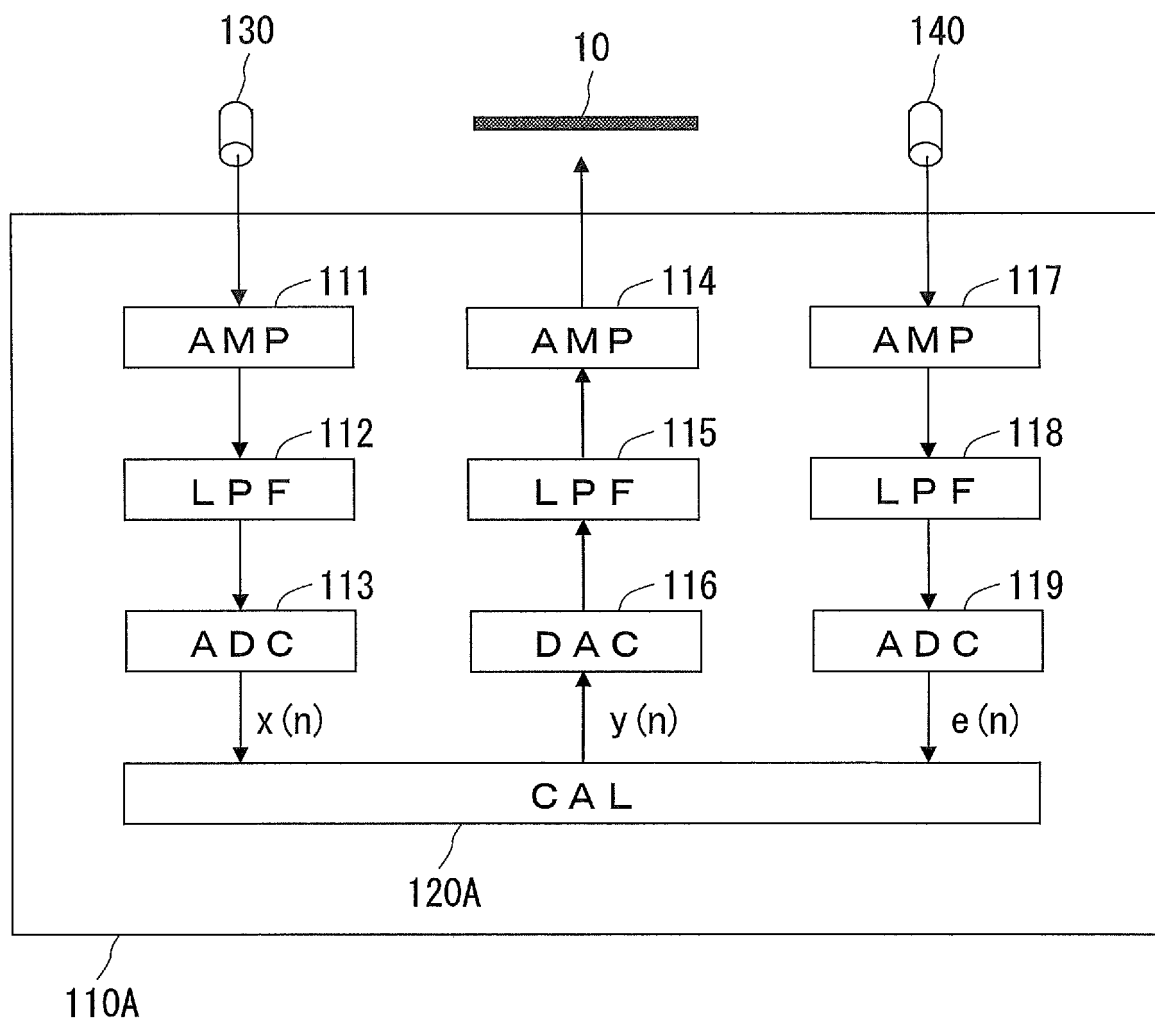 130 10 140
111 114 117
AMP AMP AMP
112 115 118
LPF LPF LPF
113 116 119
ADC DAC ADC
x(n) y(n) e(n)
CAL
120A
110A